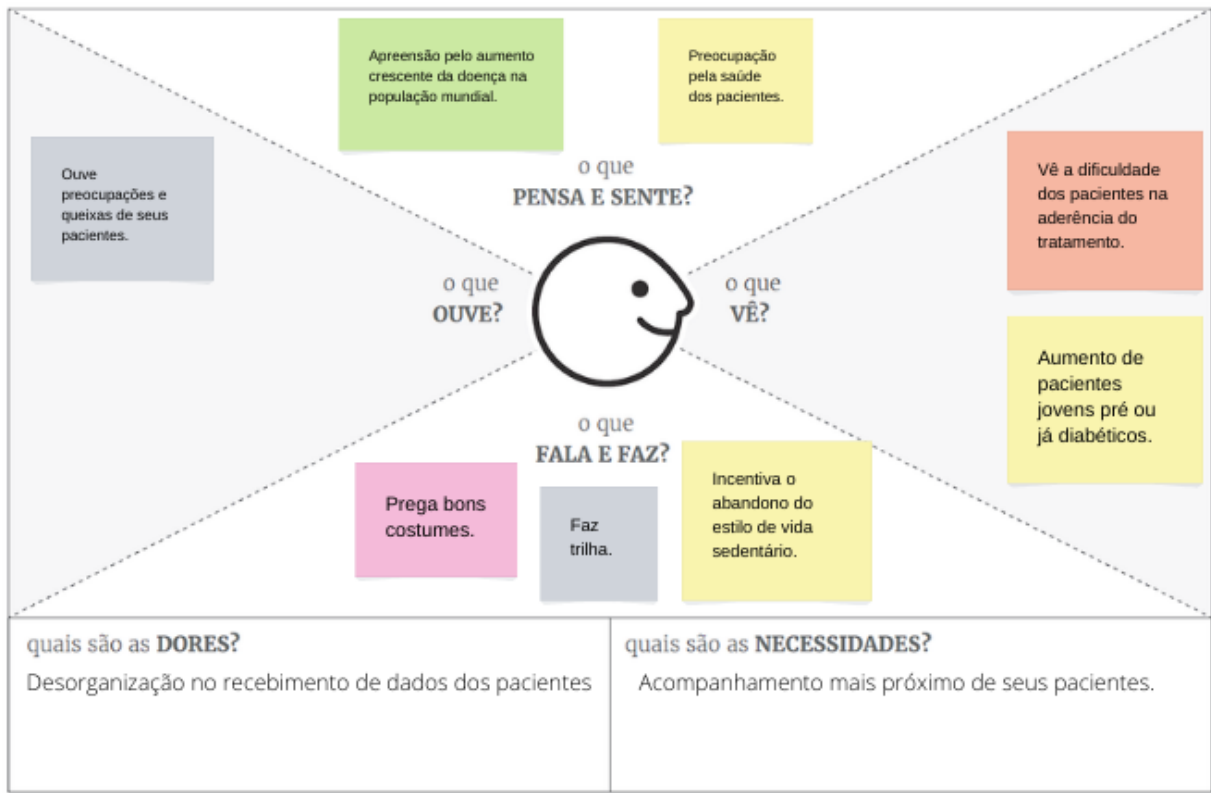 Apreensão pelo aumento
crescente da doença na
população mundial.
Preocupação
pela saúde
dos pacientes.
o que
PENSA E SENTE?
Ouve
preocupações e
queixas de seus
pacientes.
o que
OUVE?
o que
VÊ?
Vê a dificuldade
dos pacientes na
aderência do
tratamento.
Aumento de
pacientes
jovens pré ou
já diabéticos.
o que
FALA E FAZ?
Prega bons
costumes.
Faz
trilha.
Incentiva o
abandono do
estilo de vida
sedentário.
quais são as DORES?
Desorganização no recebimento de dados dos pacientes
quais são as NECESSIDADES?
Acompanhamento mais próximo de seus pacientes.